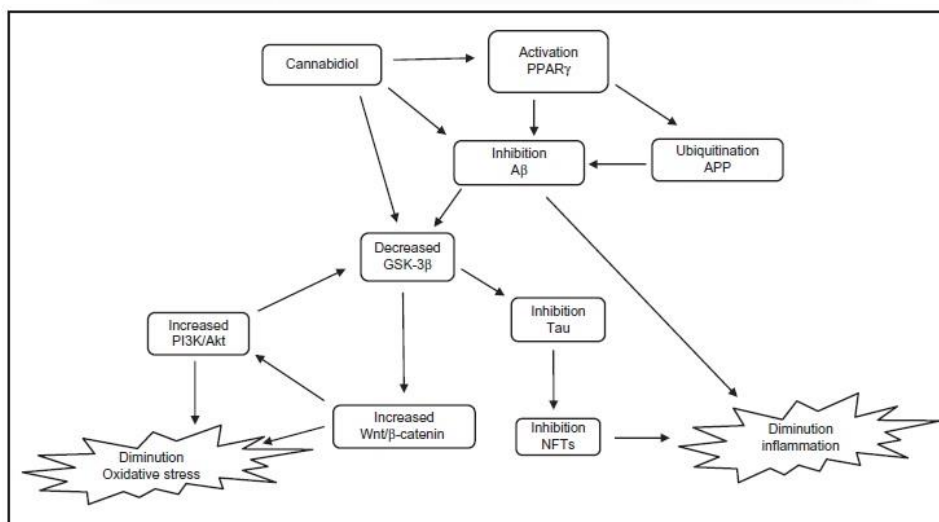 Cannabidiol
Activation
PPARγ
Inhibition
Aβ
Ubiquitination
APP
Decreased
GSK-3β
Increased
PI3K/Akt
Inhibition
Tau
Increased
Wnt/β-catenin
Inhibition
NFTs
Diminution
Oxidative stress
Diminution
inflammation